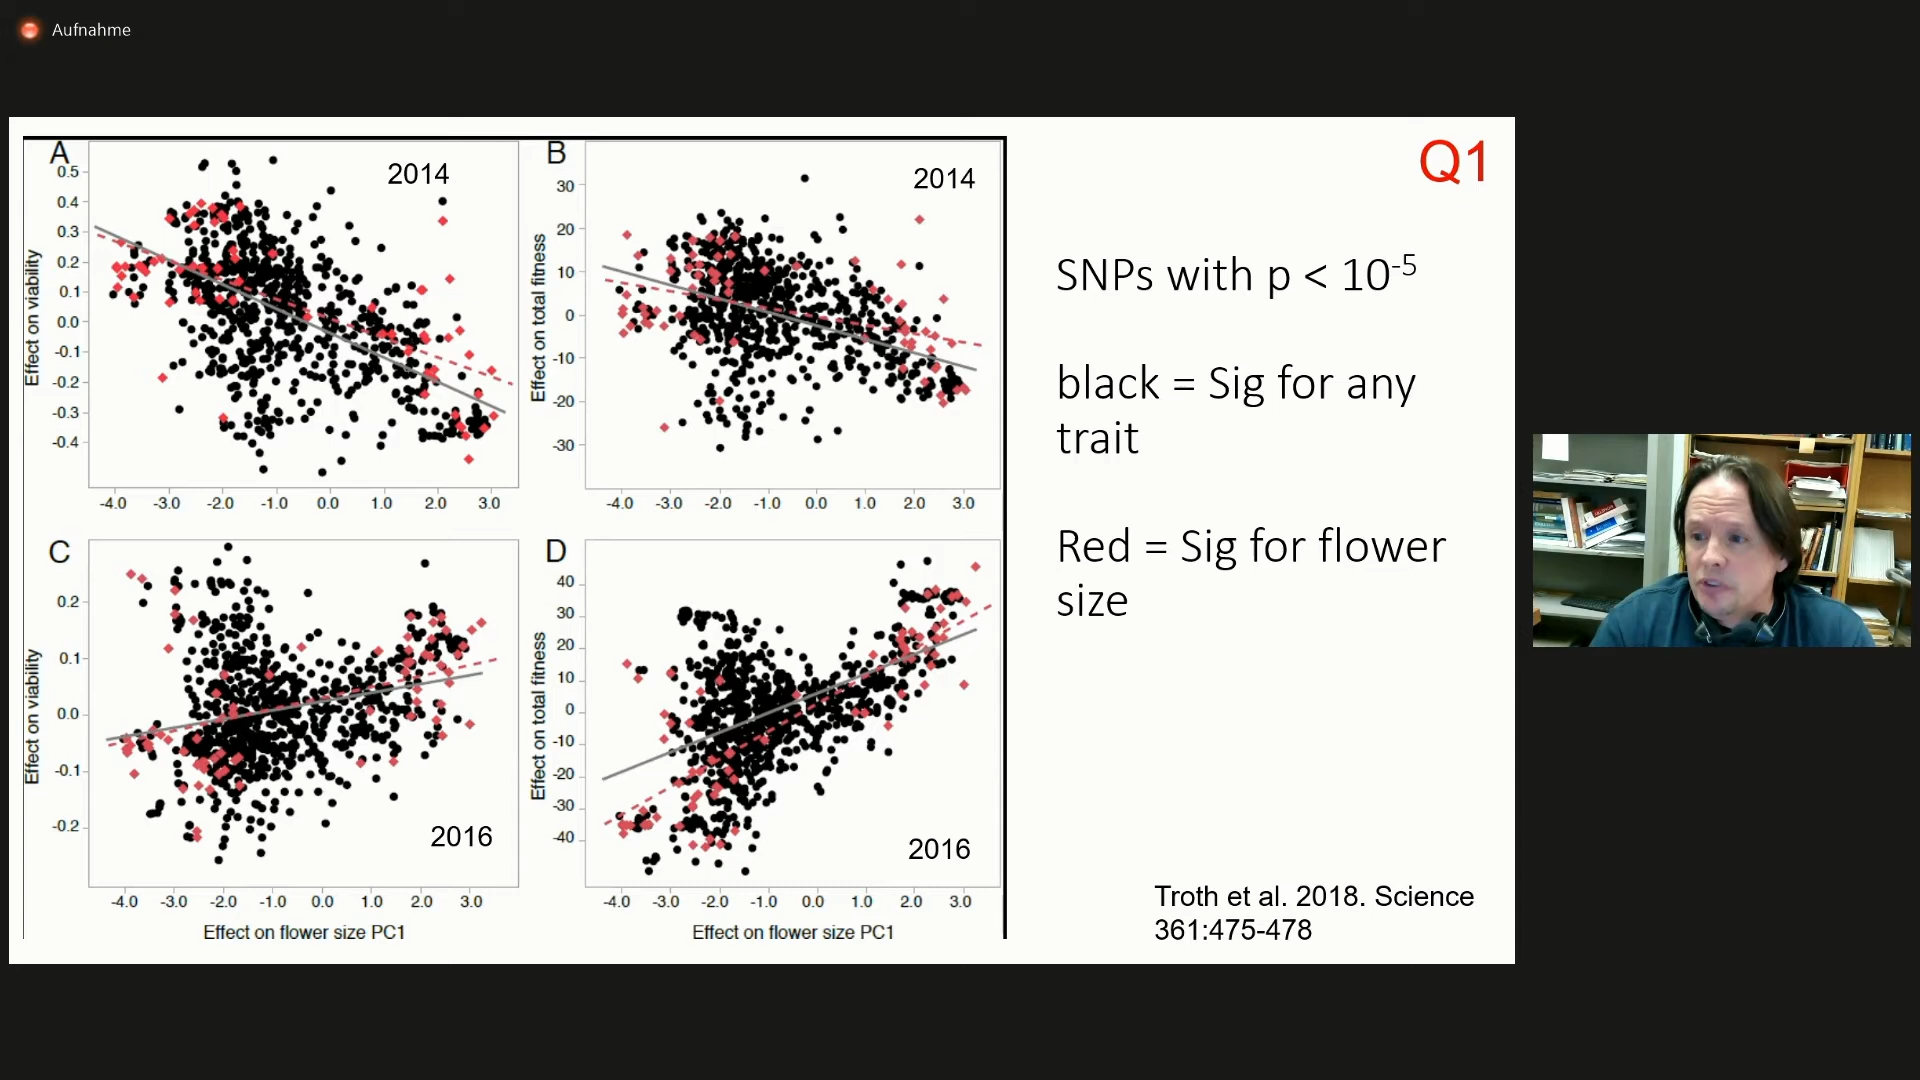 Aufnahme
Q1
A
2014
0.5
0.4
0.3
0.2
0.1
0.0
-0.1
-0.2
-0.3
-0.4
Effect on viability
-4.0 -3.0 -2.0 -1.0 0.0 1.0 2.0 3.0
B
2014
30
20
10
0
-10
-20
-30
Effect on total fitness
-4.0 -3.0 -2.0 -1.0 0.0 1.0 2.0 3.0
C
0.2
0.1
0.0
-0.1
-0.2
Effect on viability
2016
-4.0 -3.0 -2.0 -1.0 0.0 1.0 2.0 3.0
Effect on flower size PC1
D
40
30
20
10
0
-10
-20
-30
-40
Effect on total fitness
2016
-4.0 -3.0 -2.0 -1.0 0.0 1.0 2.0 3.0
Effect on flower size PC1
SNPs with p < 10-5
black = Sig for any
trait
Red = Sig for flower
size
Troth et al. 2018. Science
361:475-478